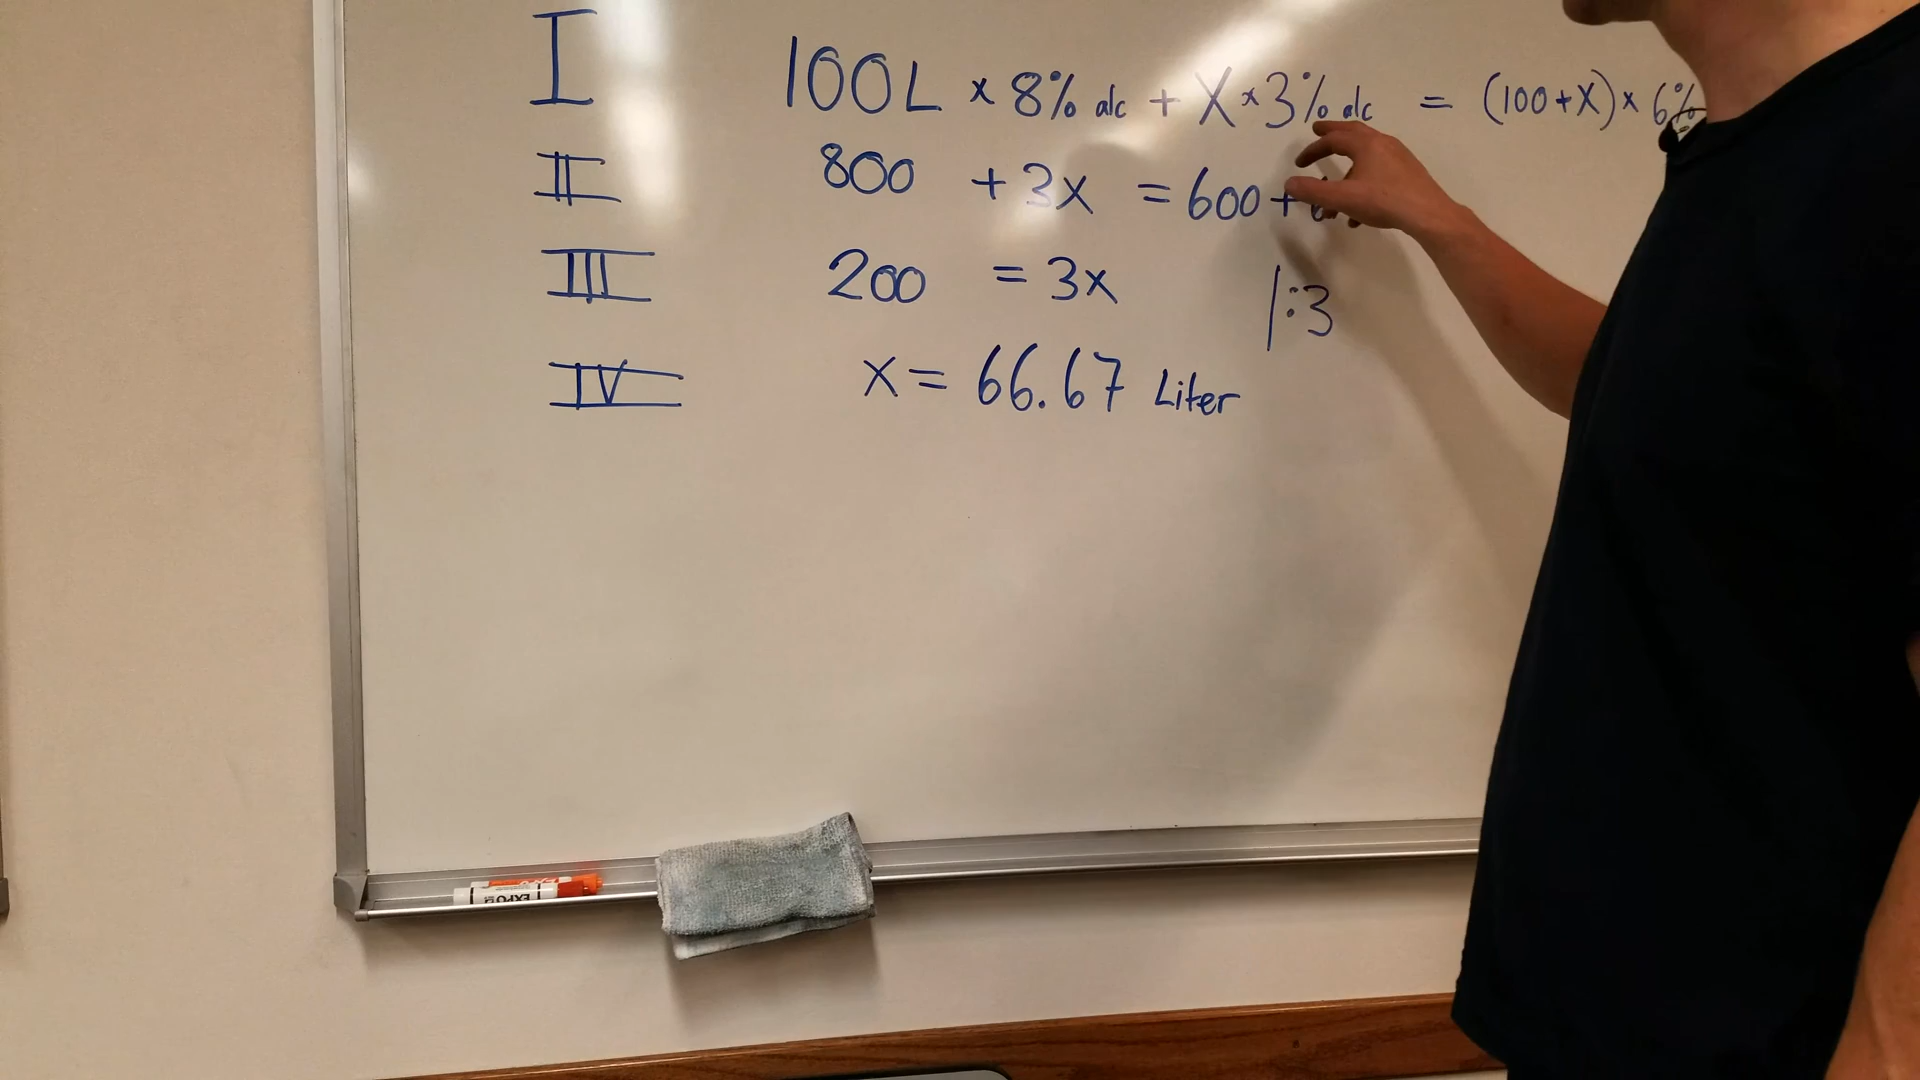 I 100L × 8% alc + X × 3% alc = (100+X) × 6%
II 800 + 3x = 600 +
III 200 = 3x |:3
IV x = 66.67 Liter
EXPO